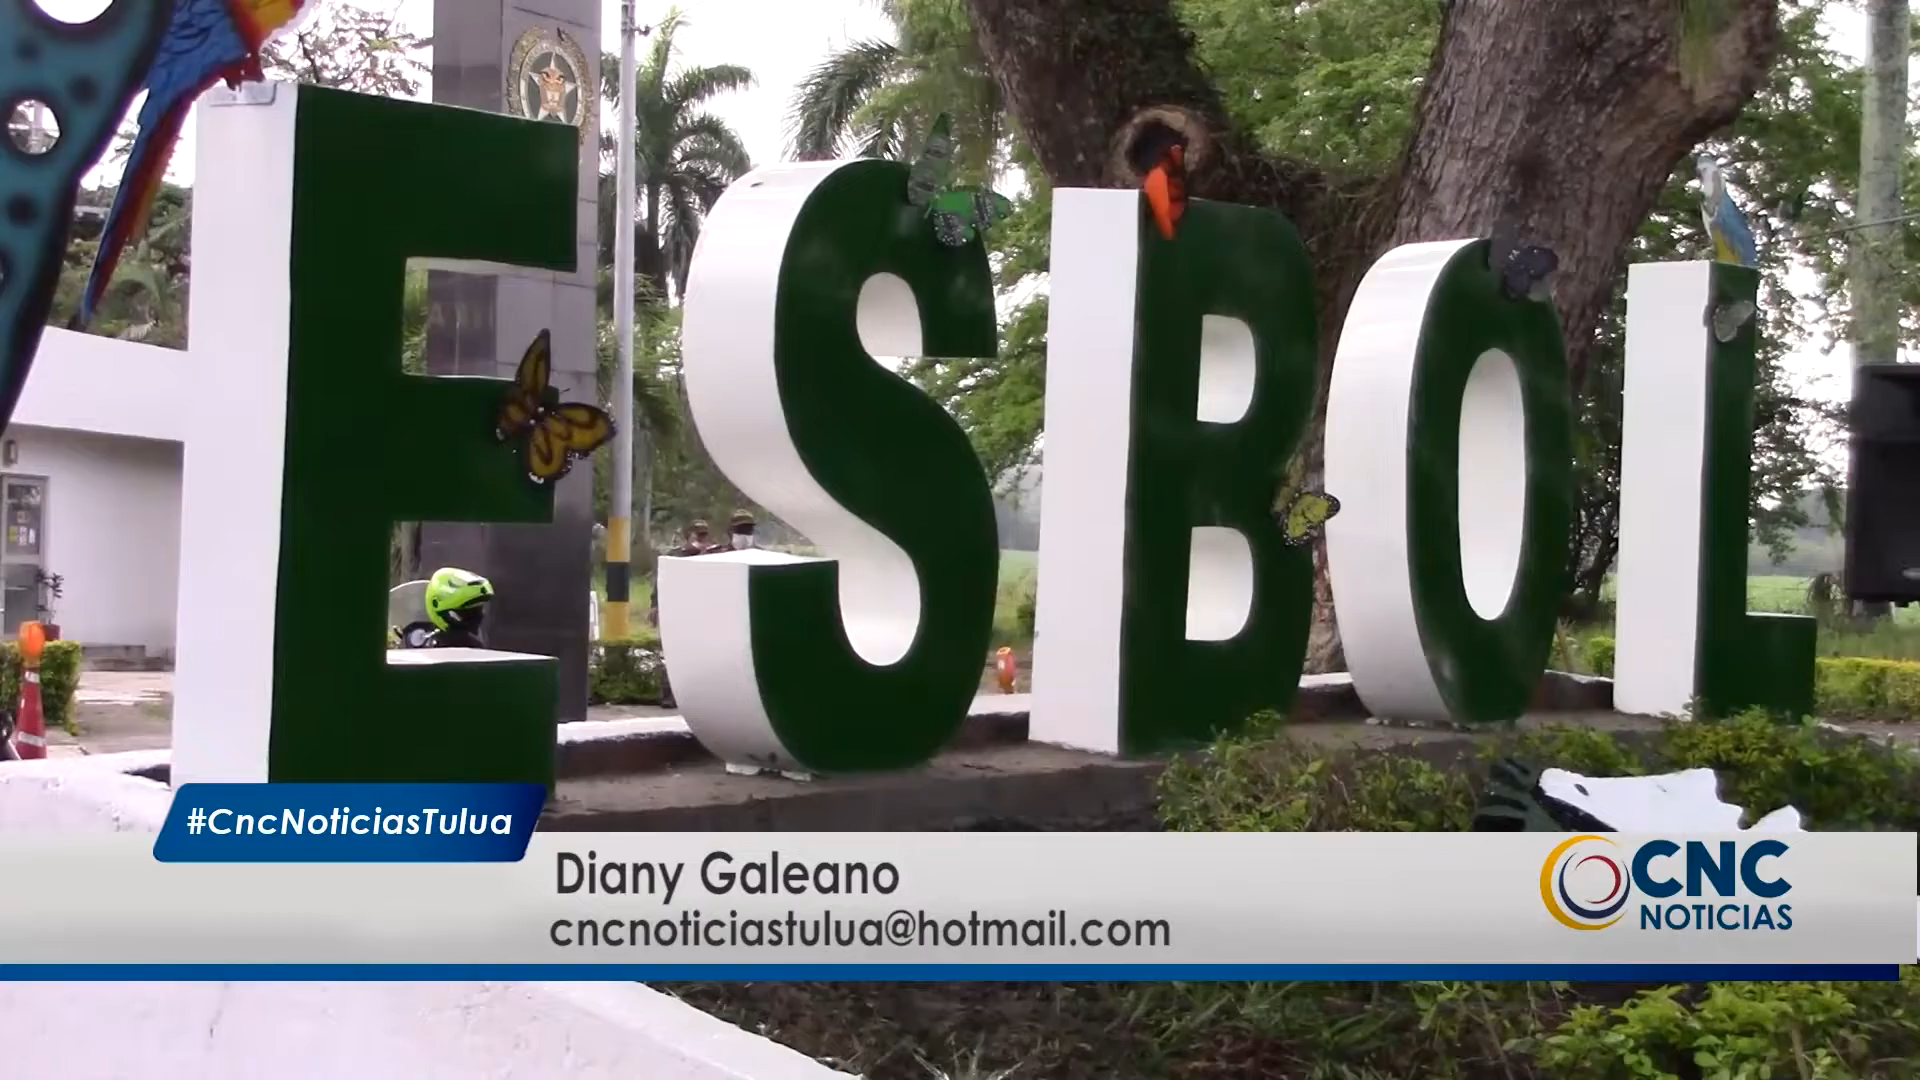 ESBOL
#CncNoticiasTulua
Diany Galeano
cncnoticiastulua@hotmail.com
CNC
NOTICIAS